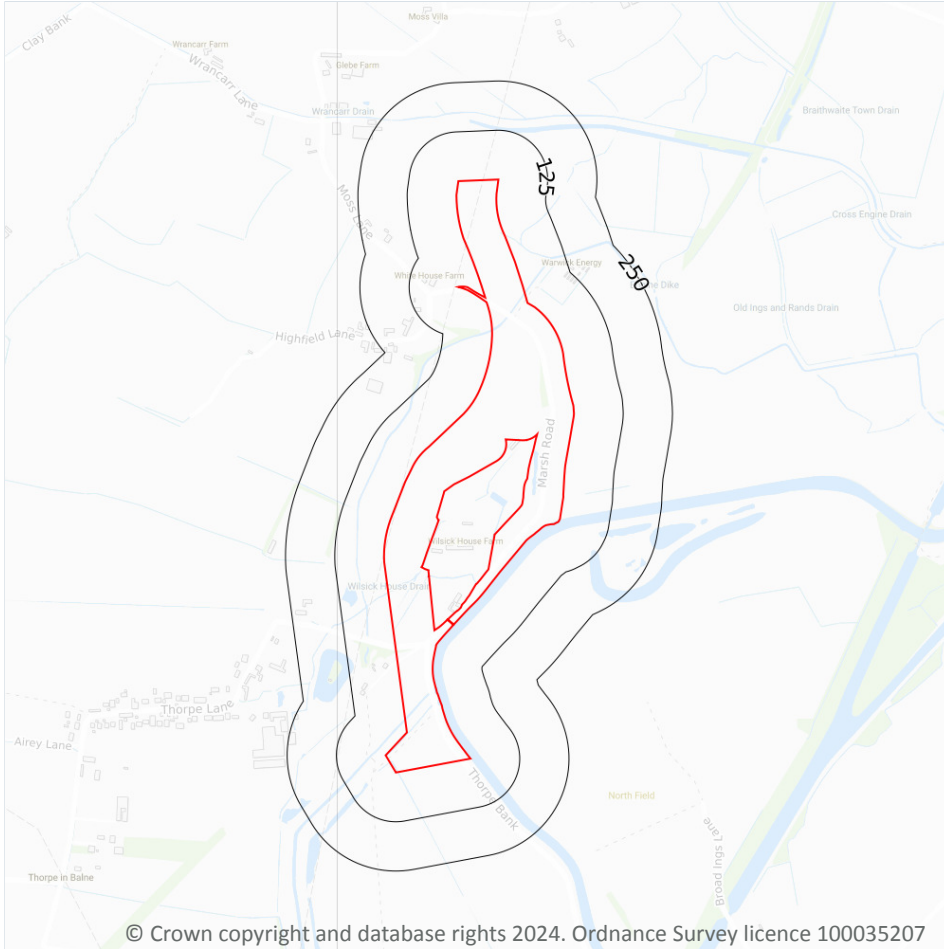 Moss Villa
Clay Bank
Wrancarr Farm
Glebe Farm
Wrancarr Lane
Wrancarr Drain
Braithwaite Town Drain
125
Moss Lane
Cross Engine Drain
White House Farm
Warwick Energy
250
Dike
Old Ings and Rands Drain
Highfield Lane
Marsh Road
Wilsick House Farm
Wilsick House Drain
Thorpe Lane
Airey Lane
Thorpe Bank
North Field
Broad Ings Lane
Thorpe in Balne
© Crown copyright and database rights 2024. Ordnance Survey licence 100035207